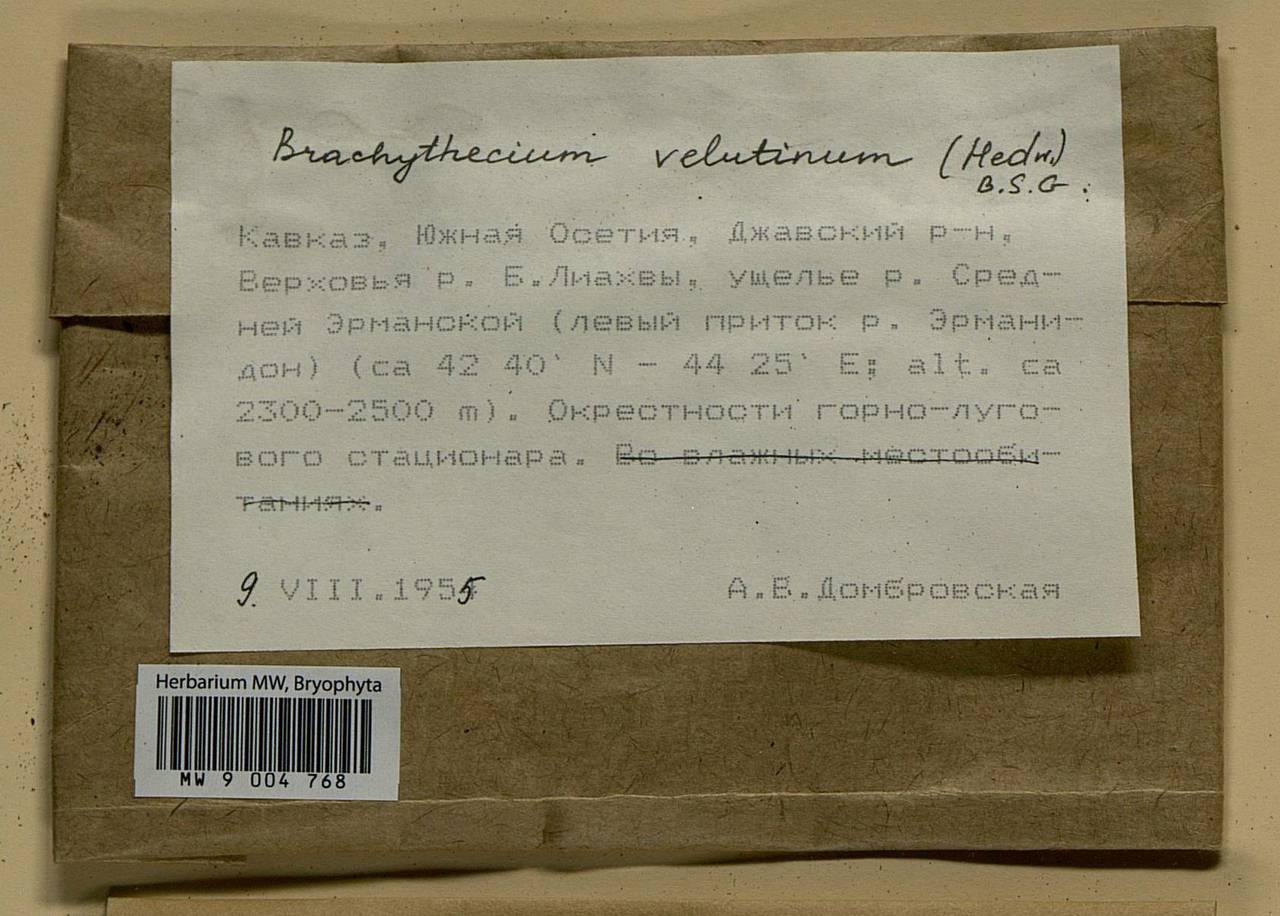 Brachythecium velutinum (Hedw.)
B.S.G.
Кавказ, Южная Осетия, Джавский р-н,
Верховья р. Б.Лиахвы, ущелье р. Сред-
ней Эрманской (левый приток р. Эрмани-
дон) (ca 42 40' N - 44 25' E; alt. ca
2300-2500 m). Окрестности горно-луго-
вого стационара. Во влажных местооби-
таниях.
9. VIII.1955 А.В.Домбровская
Herbarium MW, Bryophyta
MW 9 004 768